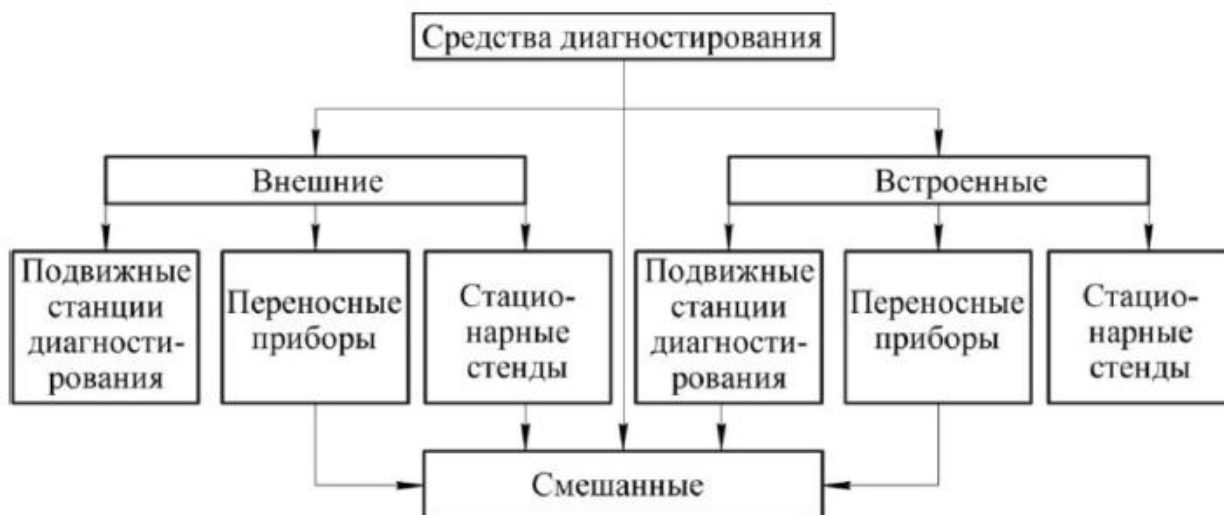 Средства диагностирования
Внешние
Встроенные
Подвижные
станции
диагности-
рования
Переносные
приборы
Стацио-
нарные
стенды
Подвижные
станции
диагности-
рования
Переносные
приборы
Стацио-
нарные
стенды
Смешанные